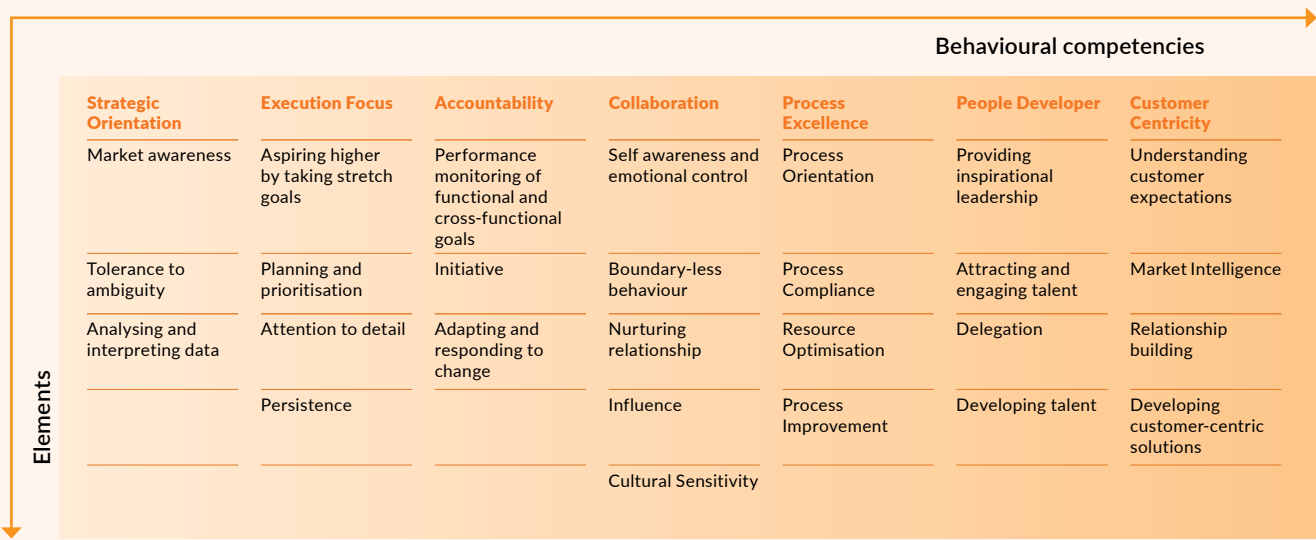 Behavioural competencies
Elements
Strategic
Orientation
Market awareness
Tolerance to
ambiguity
Analysing and
interpreting data
Execution Focus
Aspiring higher
by taking stretch
goals
Planning and
prioritisation
Attention to detail
Persistence
Accountability
Performance
monitoring of
functional and
cross-functional
goals
Initiative
Adapting and
responding to
change
Collaboration
Self awareness and
emotional control
Boundary-less
behaviour
Nurturing
relationship
Influence
Cultural Sensitivity
Process
Excellence
Process
Orientation
Process
Compliance
Resource
Optimisation
Process
Improvement
People Developer
Providing
inspirational
leadership
Attracting and
engaging talent
Delegation
Developing talent
Customer
Centricity
Understanding
customer
expectations
Market Intelligence
Relationship
building
Developing
customer-centric
solutions